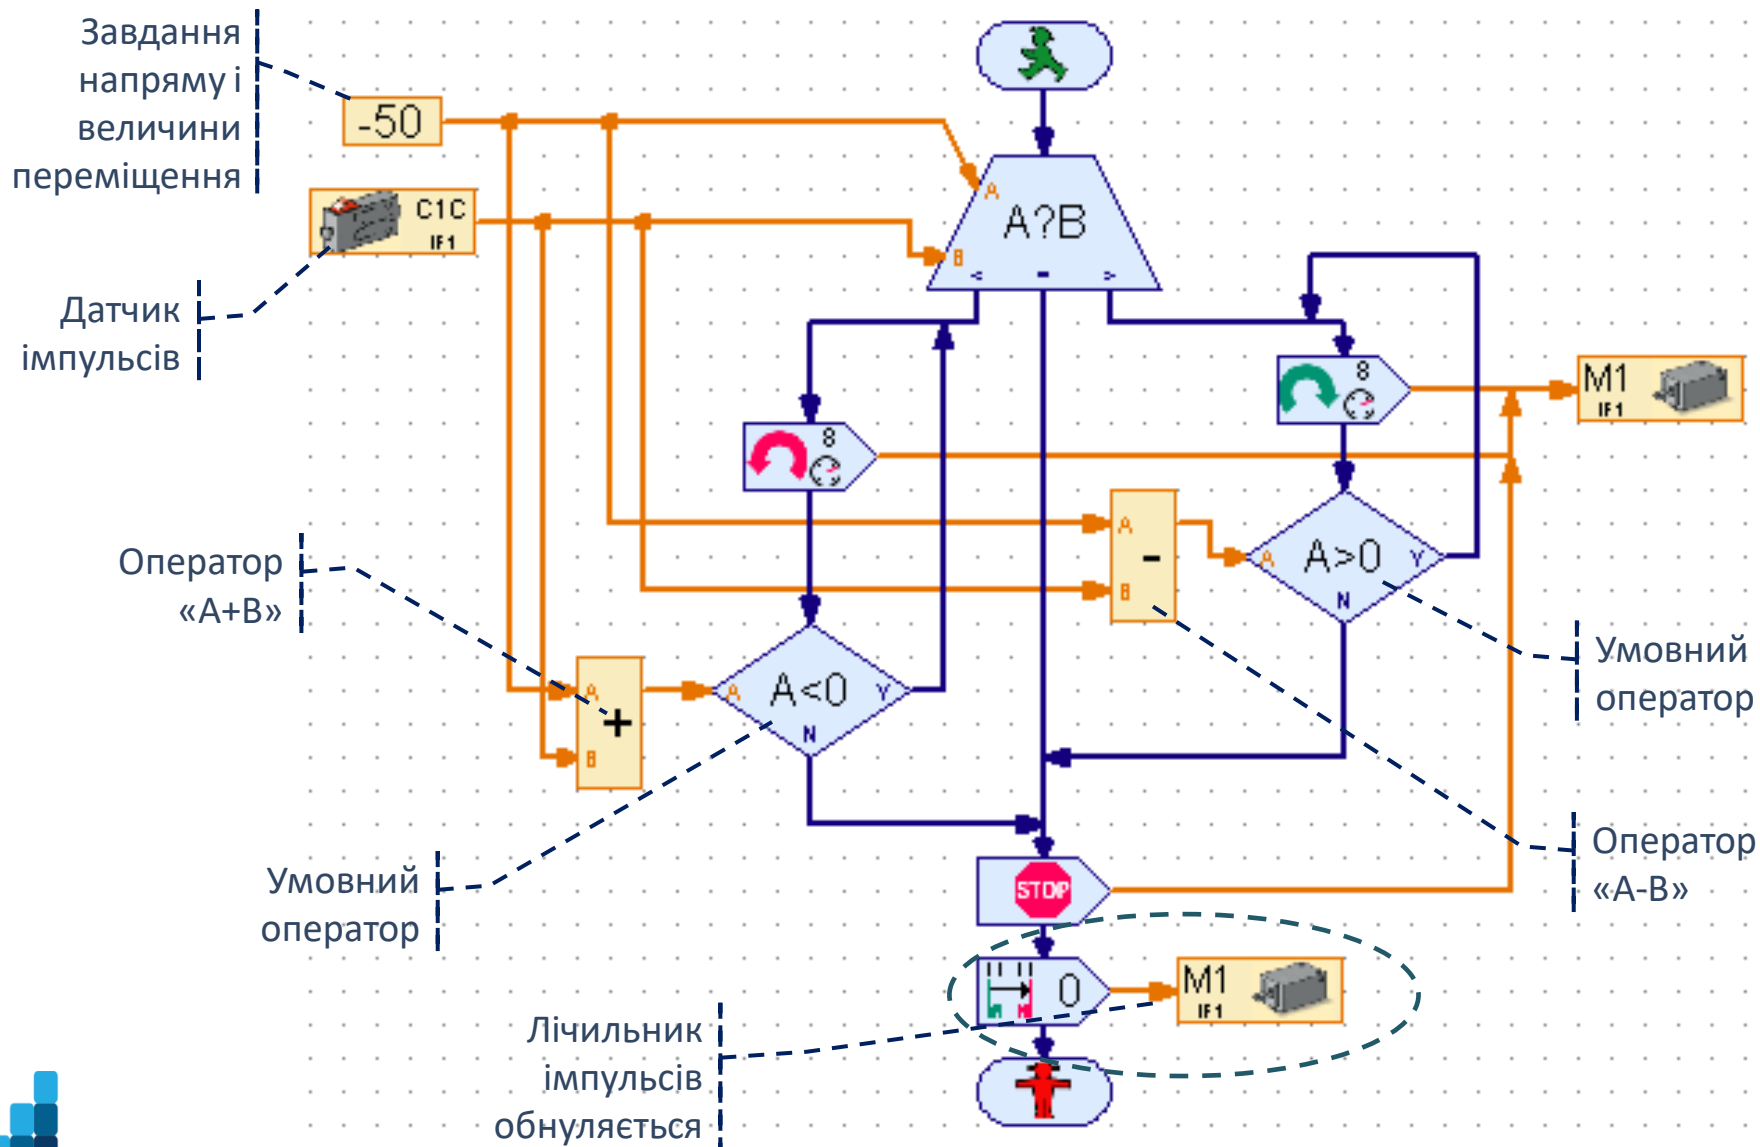 Завдання
напряму і
величини
переміщення
-50
C1C
IF1
Датчик
імпульсів
A
A?B
B
< = >
8
M1
IF1
8
A
-
B
A
A>0
Y
N
Оператор
«А+В»
Умовний
оператор
A
+
B
A
A<0
Y
N
Умовний
оператор
Оператор
«А-В»
STOP
0
M1
IF1
Лічильник
імпульсів
обнуляється